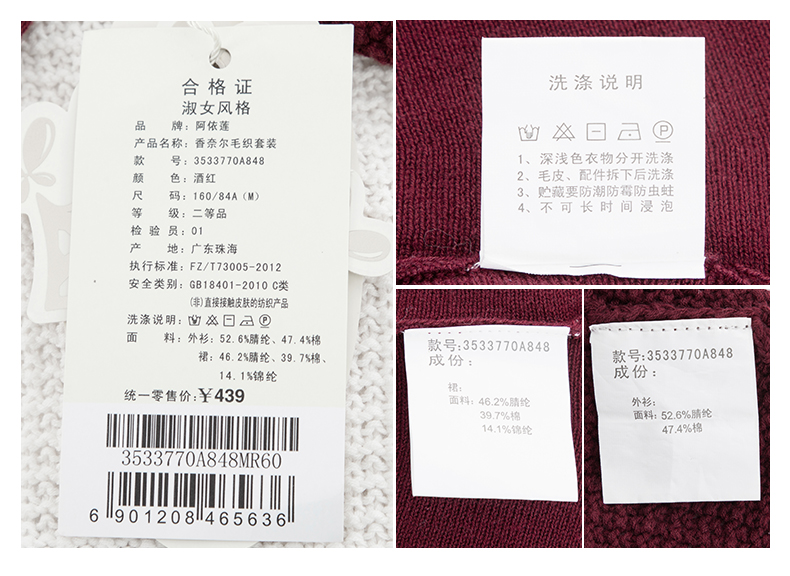 合格证
淑女风格
品 牌：阿依莲
产品名称：香奈尔毛织套装
款 号：3533770A848
颜 色：酒红
尺 码：160/84A（M）
等 级：二等品
检 验 员：01
产 地：广东珠海
执行标准：FZ/T73005-2012
安全类别：GB18401-2010 C类
（非）直接接触皮肤的纺织产品
洗涤说明：
面 料：外衫：52.6%腈纶、47.4%棉
裙：46.2%腈纶、39.7%棉、
14.1%锦纶
统一零售价：￥439
3533770A848MR60
6 901208 465636
洗涤说明
P
1、深浅色衣物分开洗涤
2、毛皮、配件拆下后洗涤
3、贮藏要防潮防霉防虫蛀
4、不可长时间浸泡
款号：3533770A848
成份：
裙：
面料：46.2%腈纶
39.7%棉
14.1%锦纶
款号：3533770A848
成份：
外衫：
面料：52.6%腈纶
47.4%棉